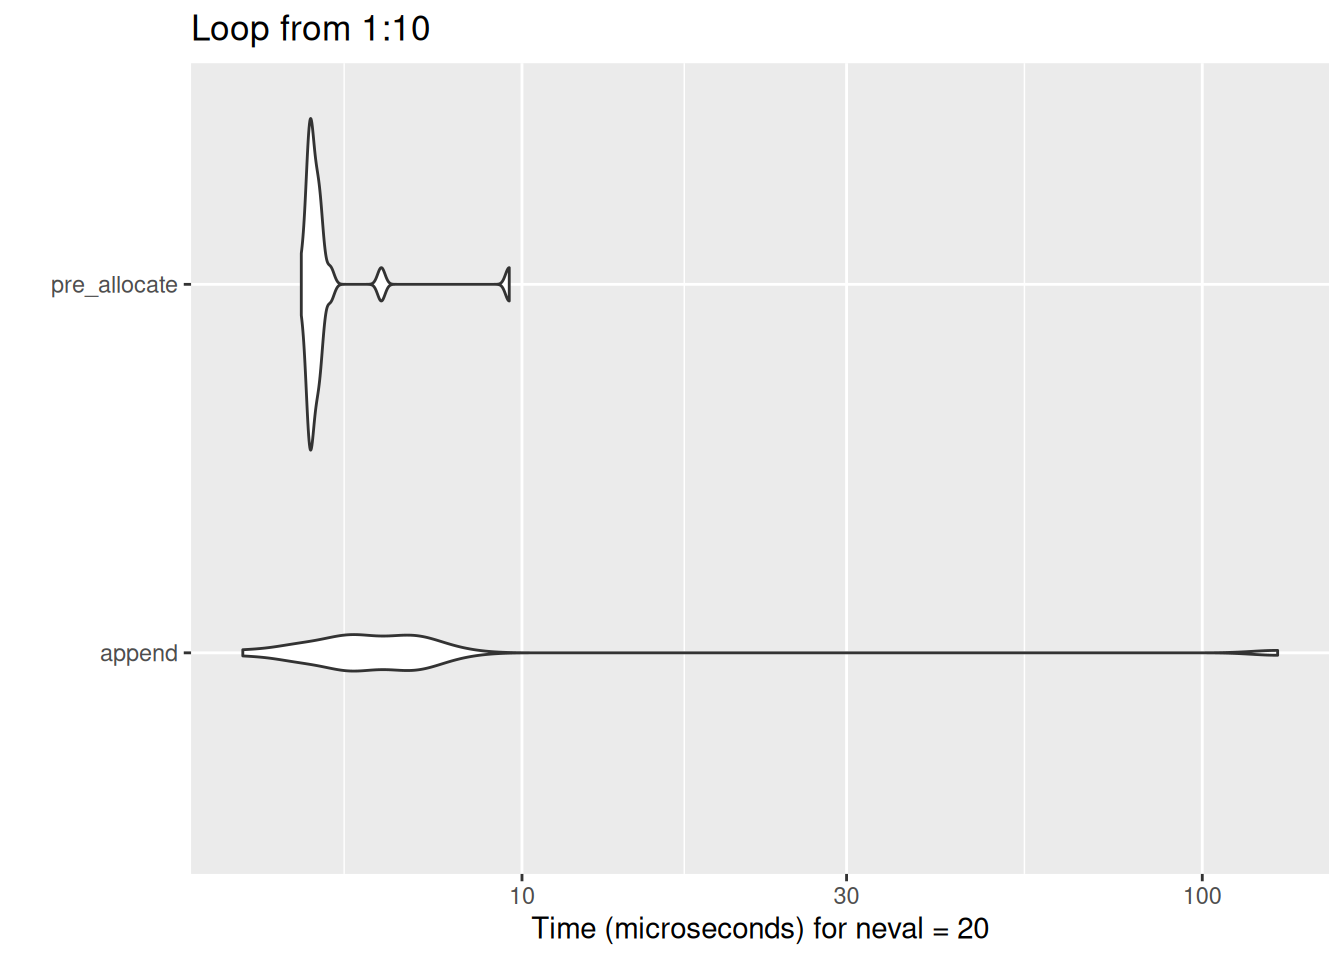 Loop from 1:10
pre_allocate
append
10
30
100
Time (microseconds) for neval = 20